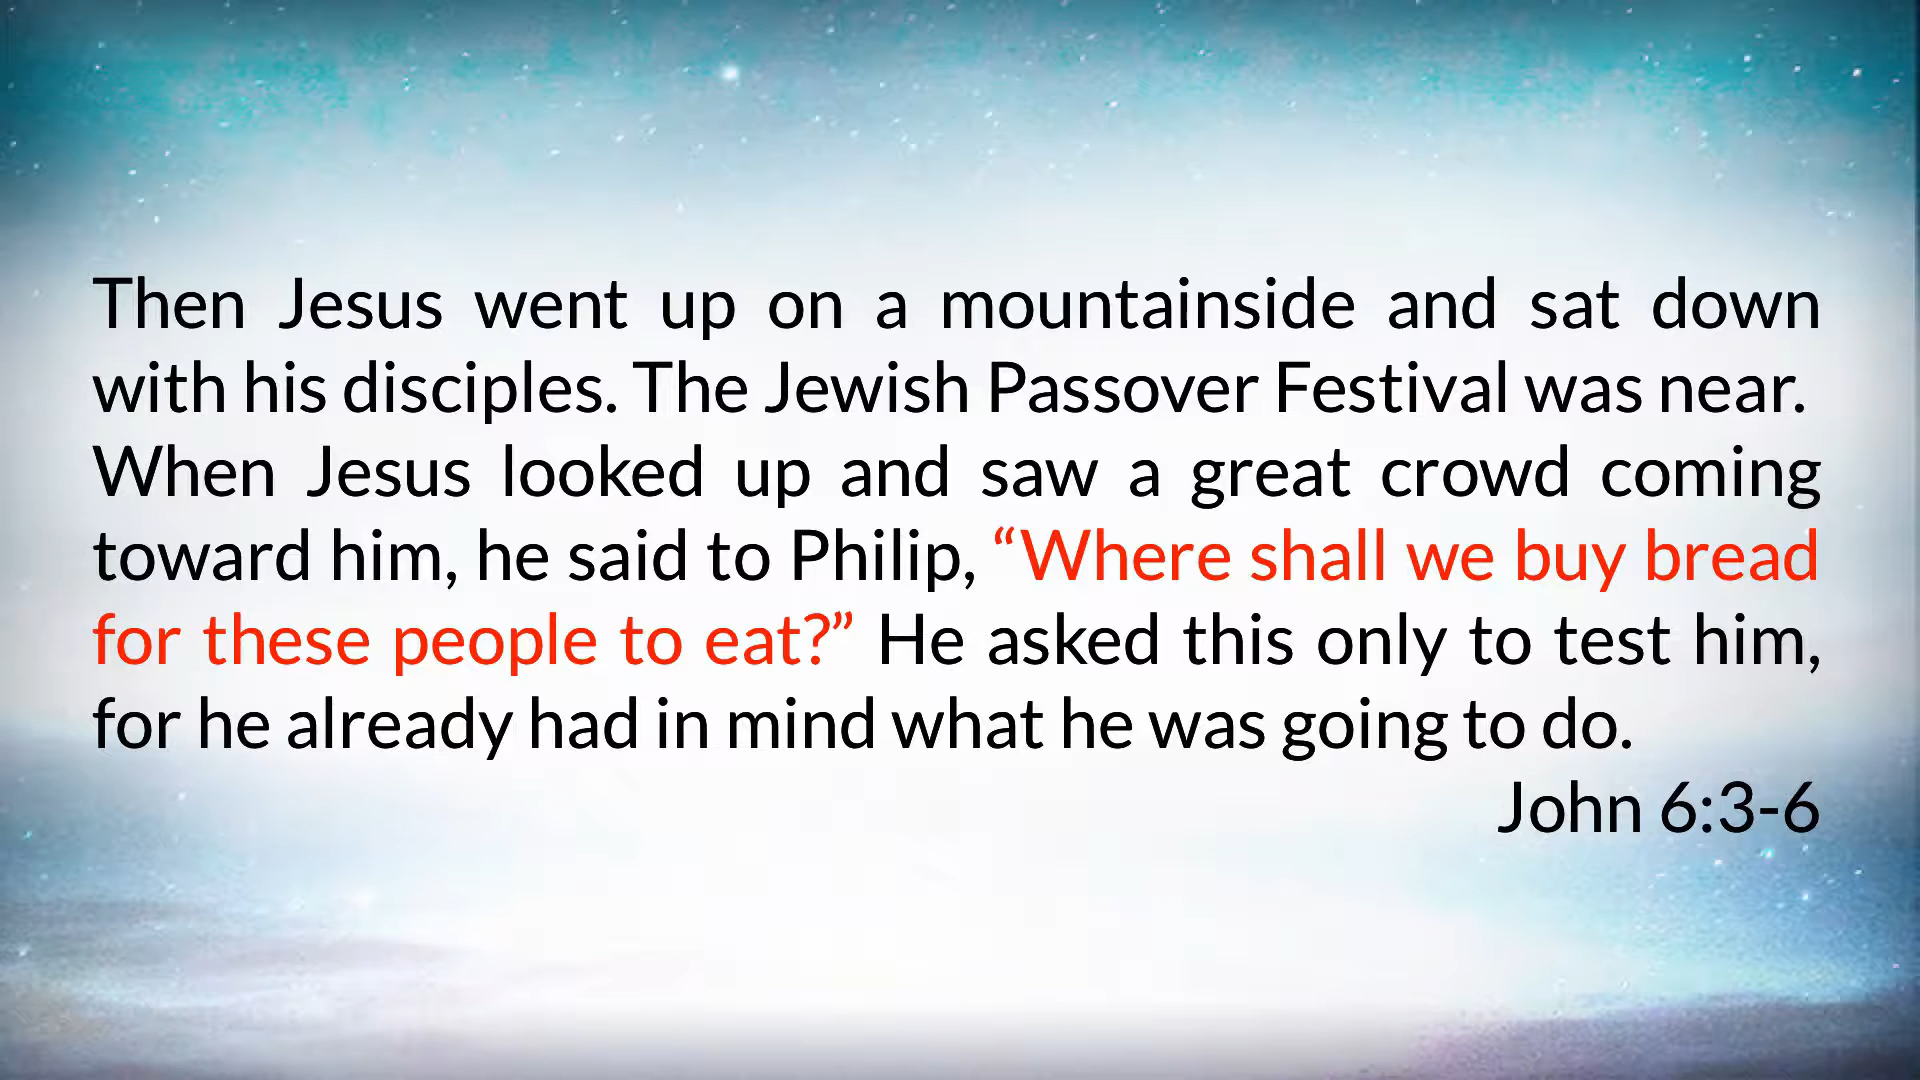 Then Jesus went up on a mountainside and sat down
with his disciples. The Jewish Passover Festival was near.
When Jesus looked up and saw a great crowd coming
toward him, he said to Philip, “Where shall we buy bread
for these people to eat?” He asked this only to test him,
for he already had in mind what he was going to do.
John 6:3-6